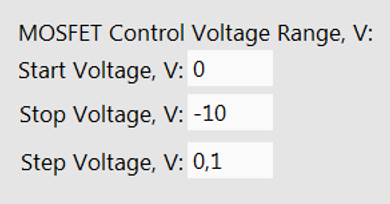 MOSFET Control Voltage Range, V:
Start Voltage, V: 0
Stop Voltage, V: -10
Step Voltage, V: 0,1